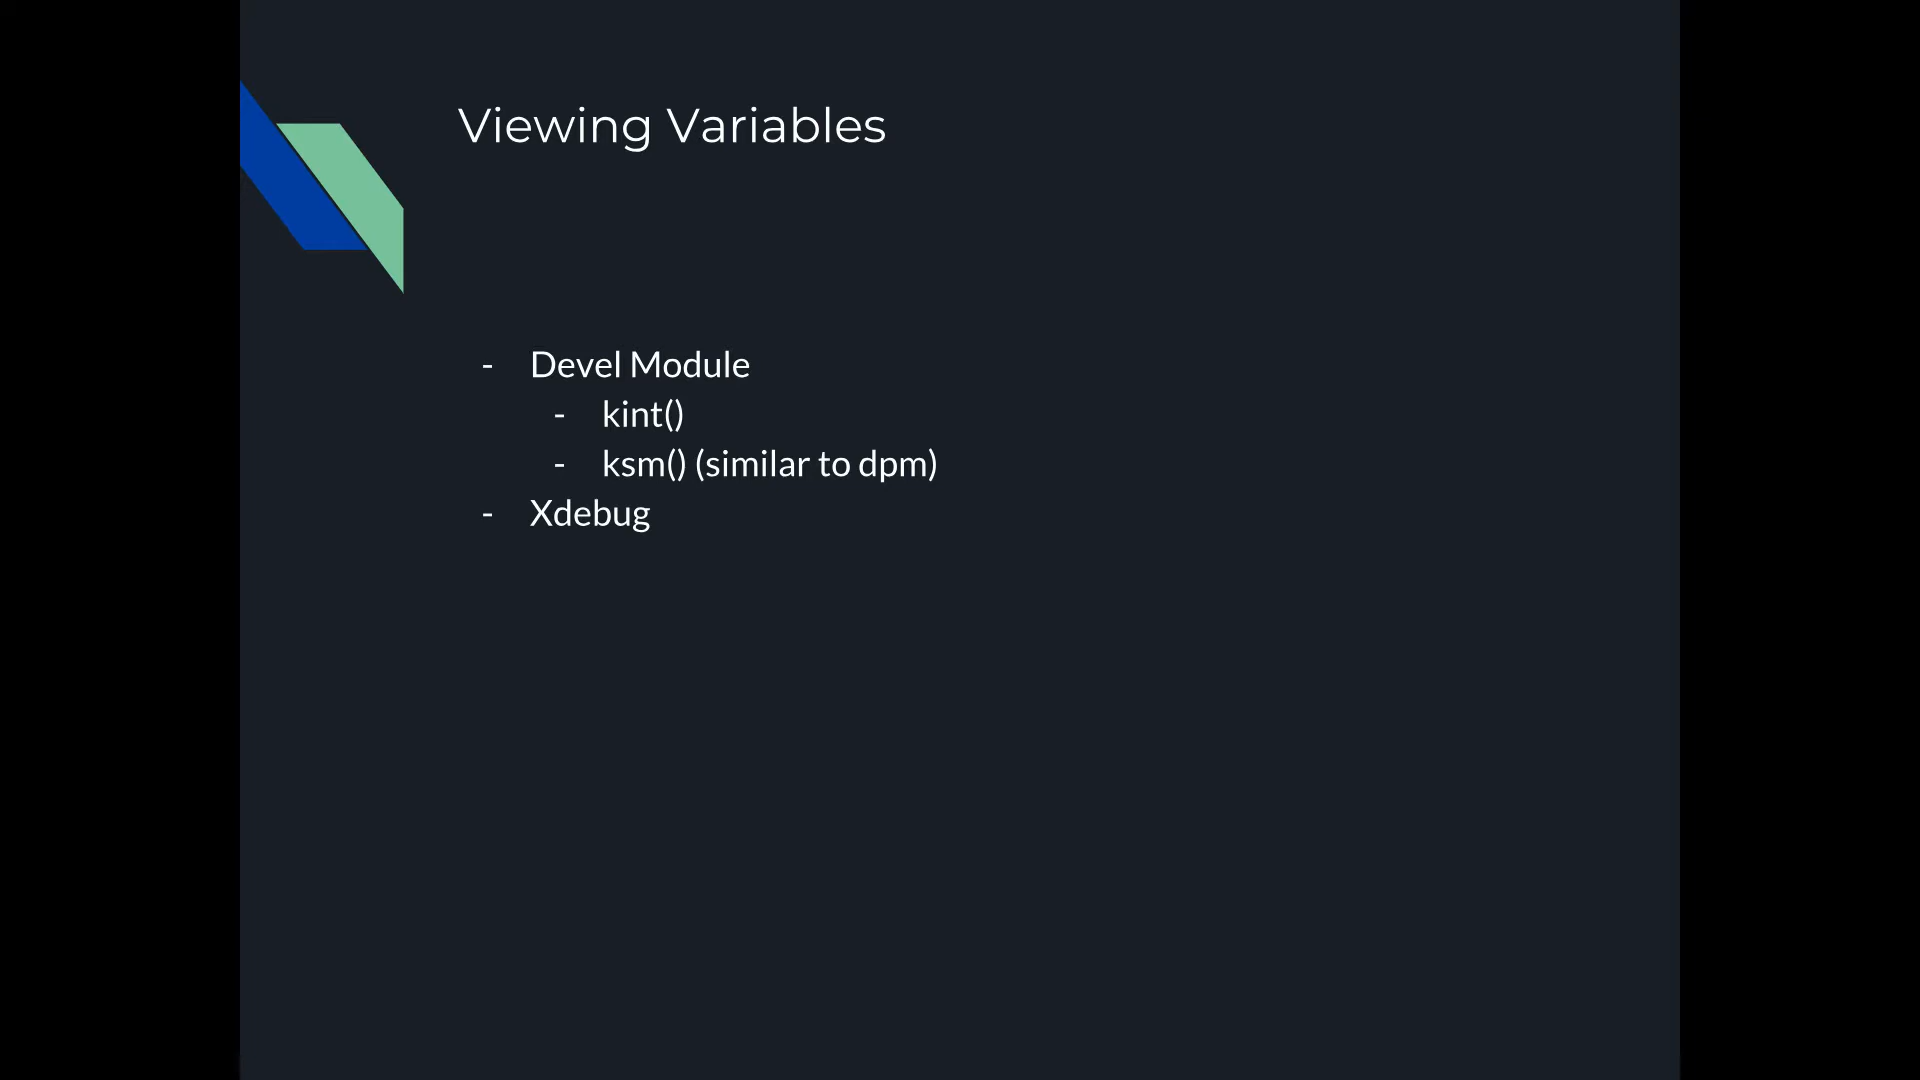 Viewing Variables
- Devel Module
- kint()
- ksm() (similar to dpm)
- Xdebug